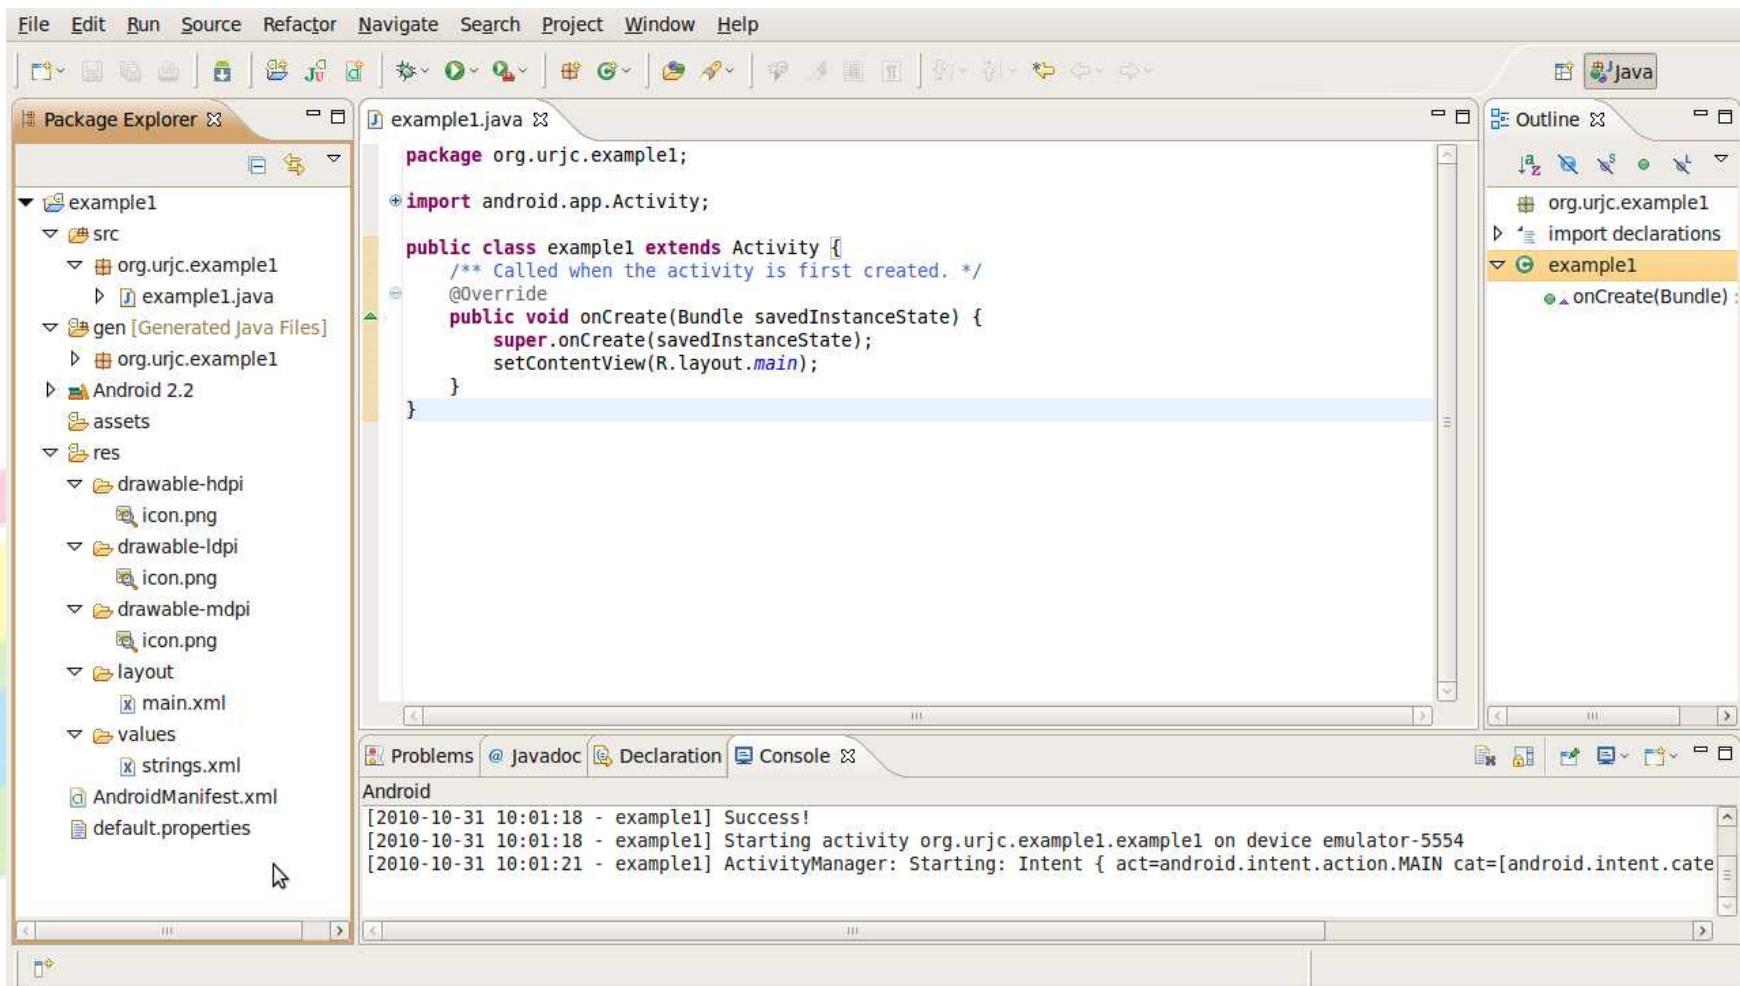 File Edit Run Source Refactor Navigate Search Project Window Help
Java
Package Explorer
example1
src
org.urjc.example1
example1.java
gen [Generated Java Files]
org.urjc.example1
Android 2.2
assets
res
drawable-hdpi
icon.png
drawable-ldpi
icon.png
drawable-mdpi
icon.png
layout
main.xml
values
strings.xml
AndroidManifest.xml
default.properties
example1.java
package org.urjc.example1;
import android.app.Activity;
public class example1 extends Activity {
/** Called when the activity is first created. */
@Override
public void onCreate(Bundle savedInstanceState) {
super.onCreate(savedInstanceState);
setContentView(R.layout.main);
}
}
Outline
org.urjc.example1
import declarations
example1
onCreate(Bundle) :
Problems @ Javadoc Declaration Console
Android
[2010-10-31 10:01:18 - example1] Success!
[2010-10-31 10:01:18 - example1] Starting activity org.urjc.example1.example1 on device emulator-5554
[2010-10-31 10:01:21 - example1] ActivityManager: Starting: Intent { act=android.intent.action.MAIN cat=[android.intent.cate